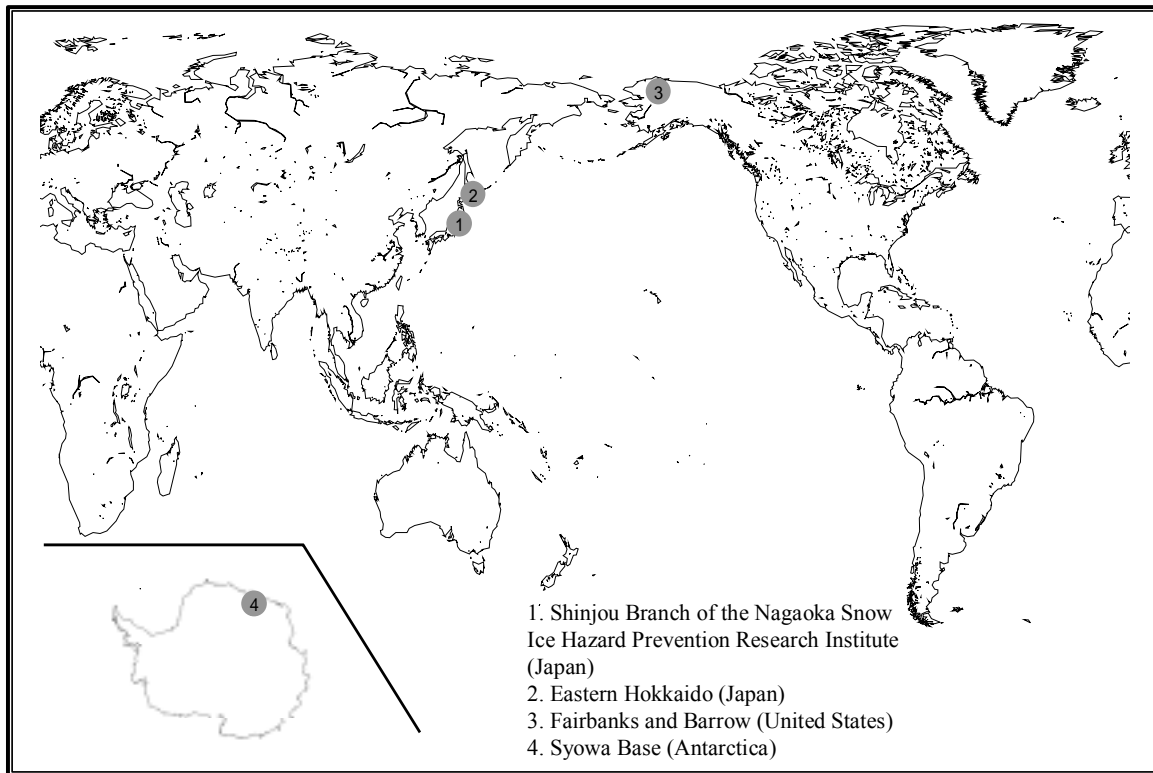 3
2
1
4
1. Shinjou Branch of the Nagaoka Snow
Ice Hazard Prevention Research Institute
(Japan)
2. Eastern Hokkaido (Japan)
3. Fairbanks and Barrow (United States)
4. Syowa Base (Antarctica)